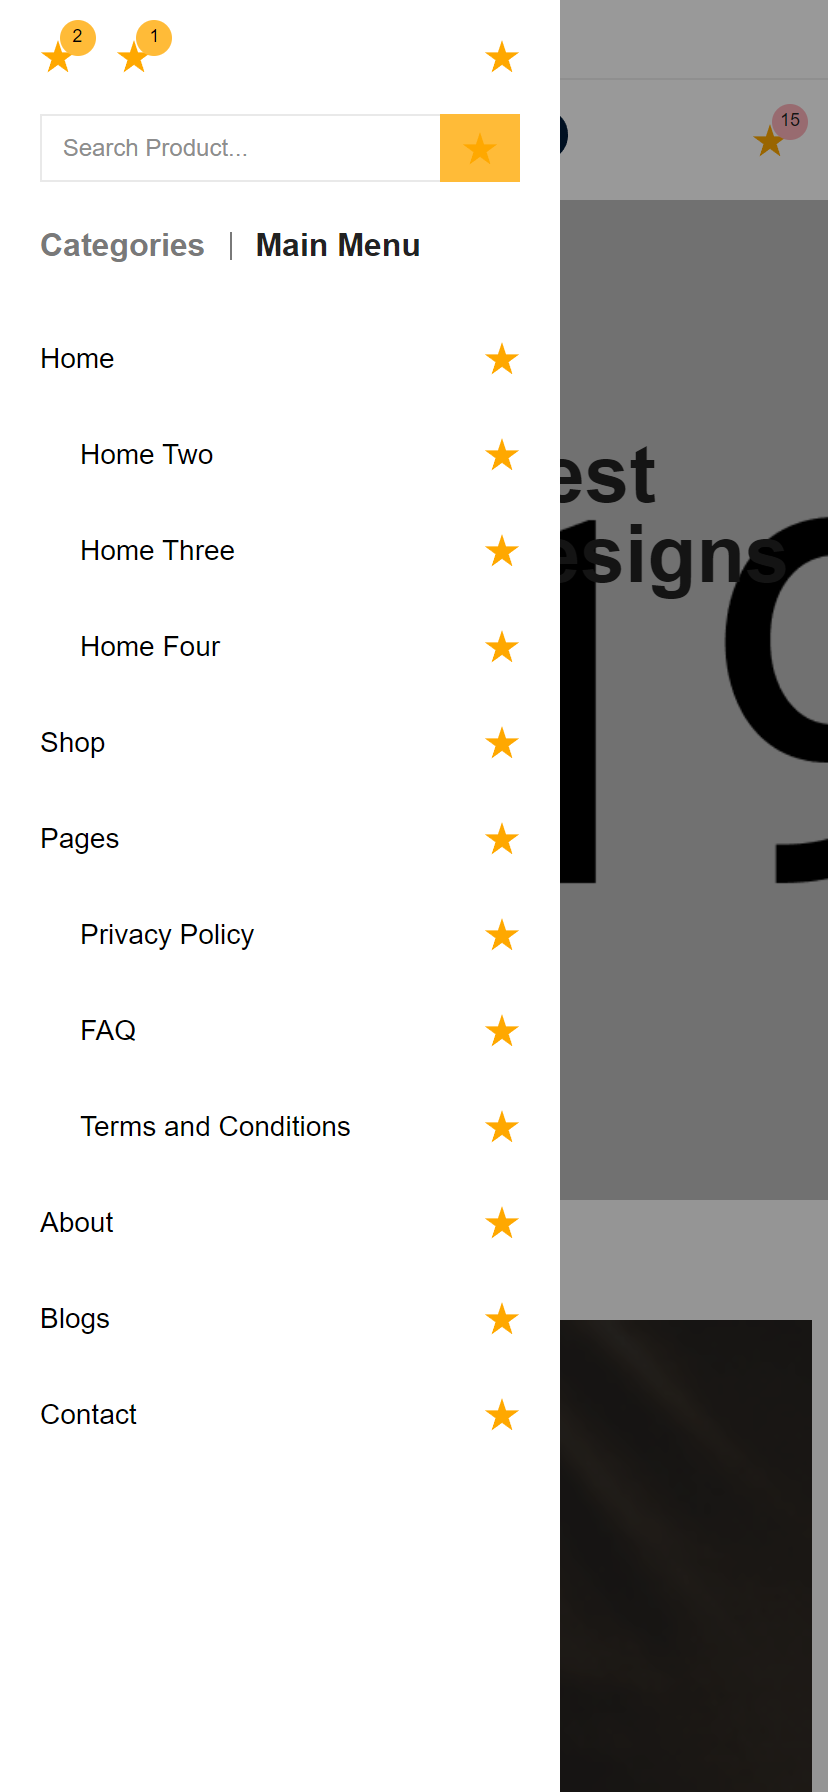 2 1
15
Search Product...
Categories | Main Menu
Home
Home Two
est
Home Three
esigns
Home Four
19
Shop
Pages
Privacy Policy
FAQ
Terms and Conditions
About
Blogs
Contact